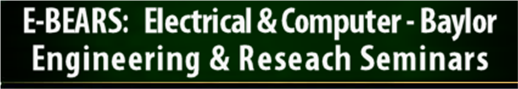 E-BEARS: Electrical & Computer - Baylor
Engineering & Reseach Seminars